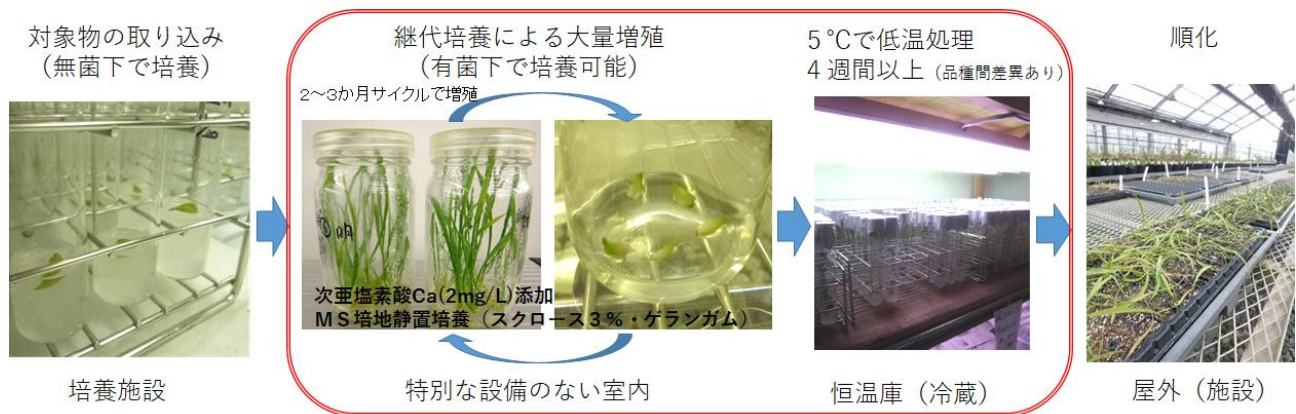 対象物の取り込み
(無菌下で培養)
継代培養による大量増殖
(有菌下で培養可能)
5℃で低温処理
4週間以上（品種間差異あり）
順化
2～3か月サイクルで増殖
次亜塩素酸Ca(2mg/L)添加
MS培地静置培養（スクロース3％・ゲランガム）
培養施設
特別な設備のない室内
恒温庫（冷蔵）
屋外（施設）